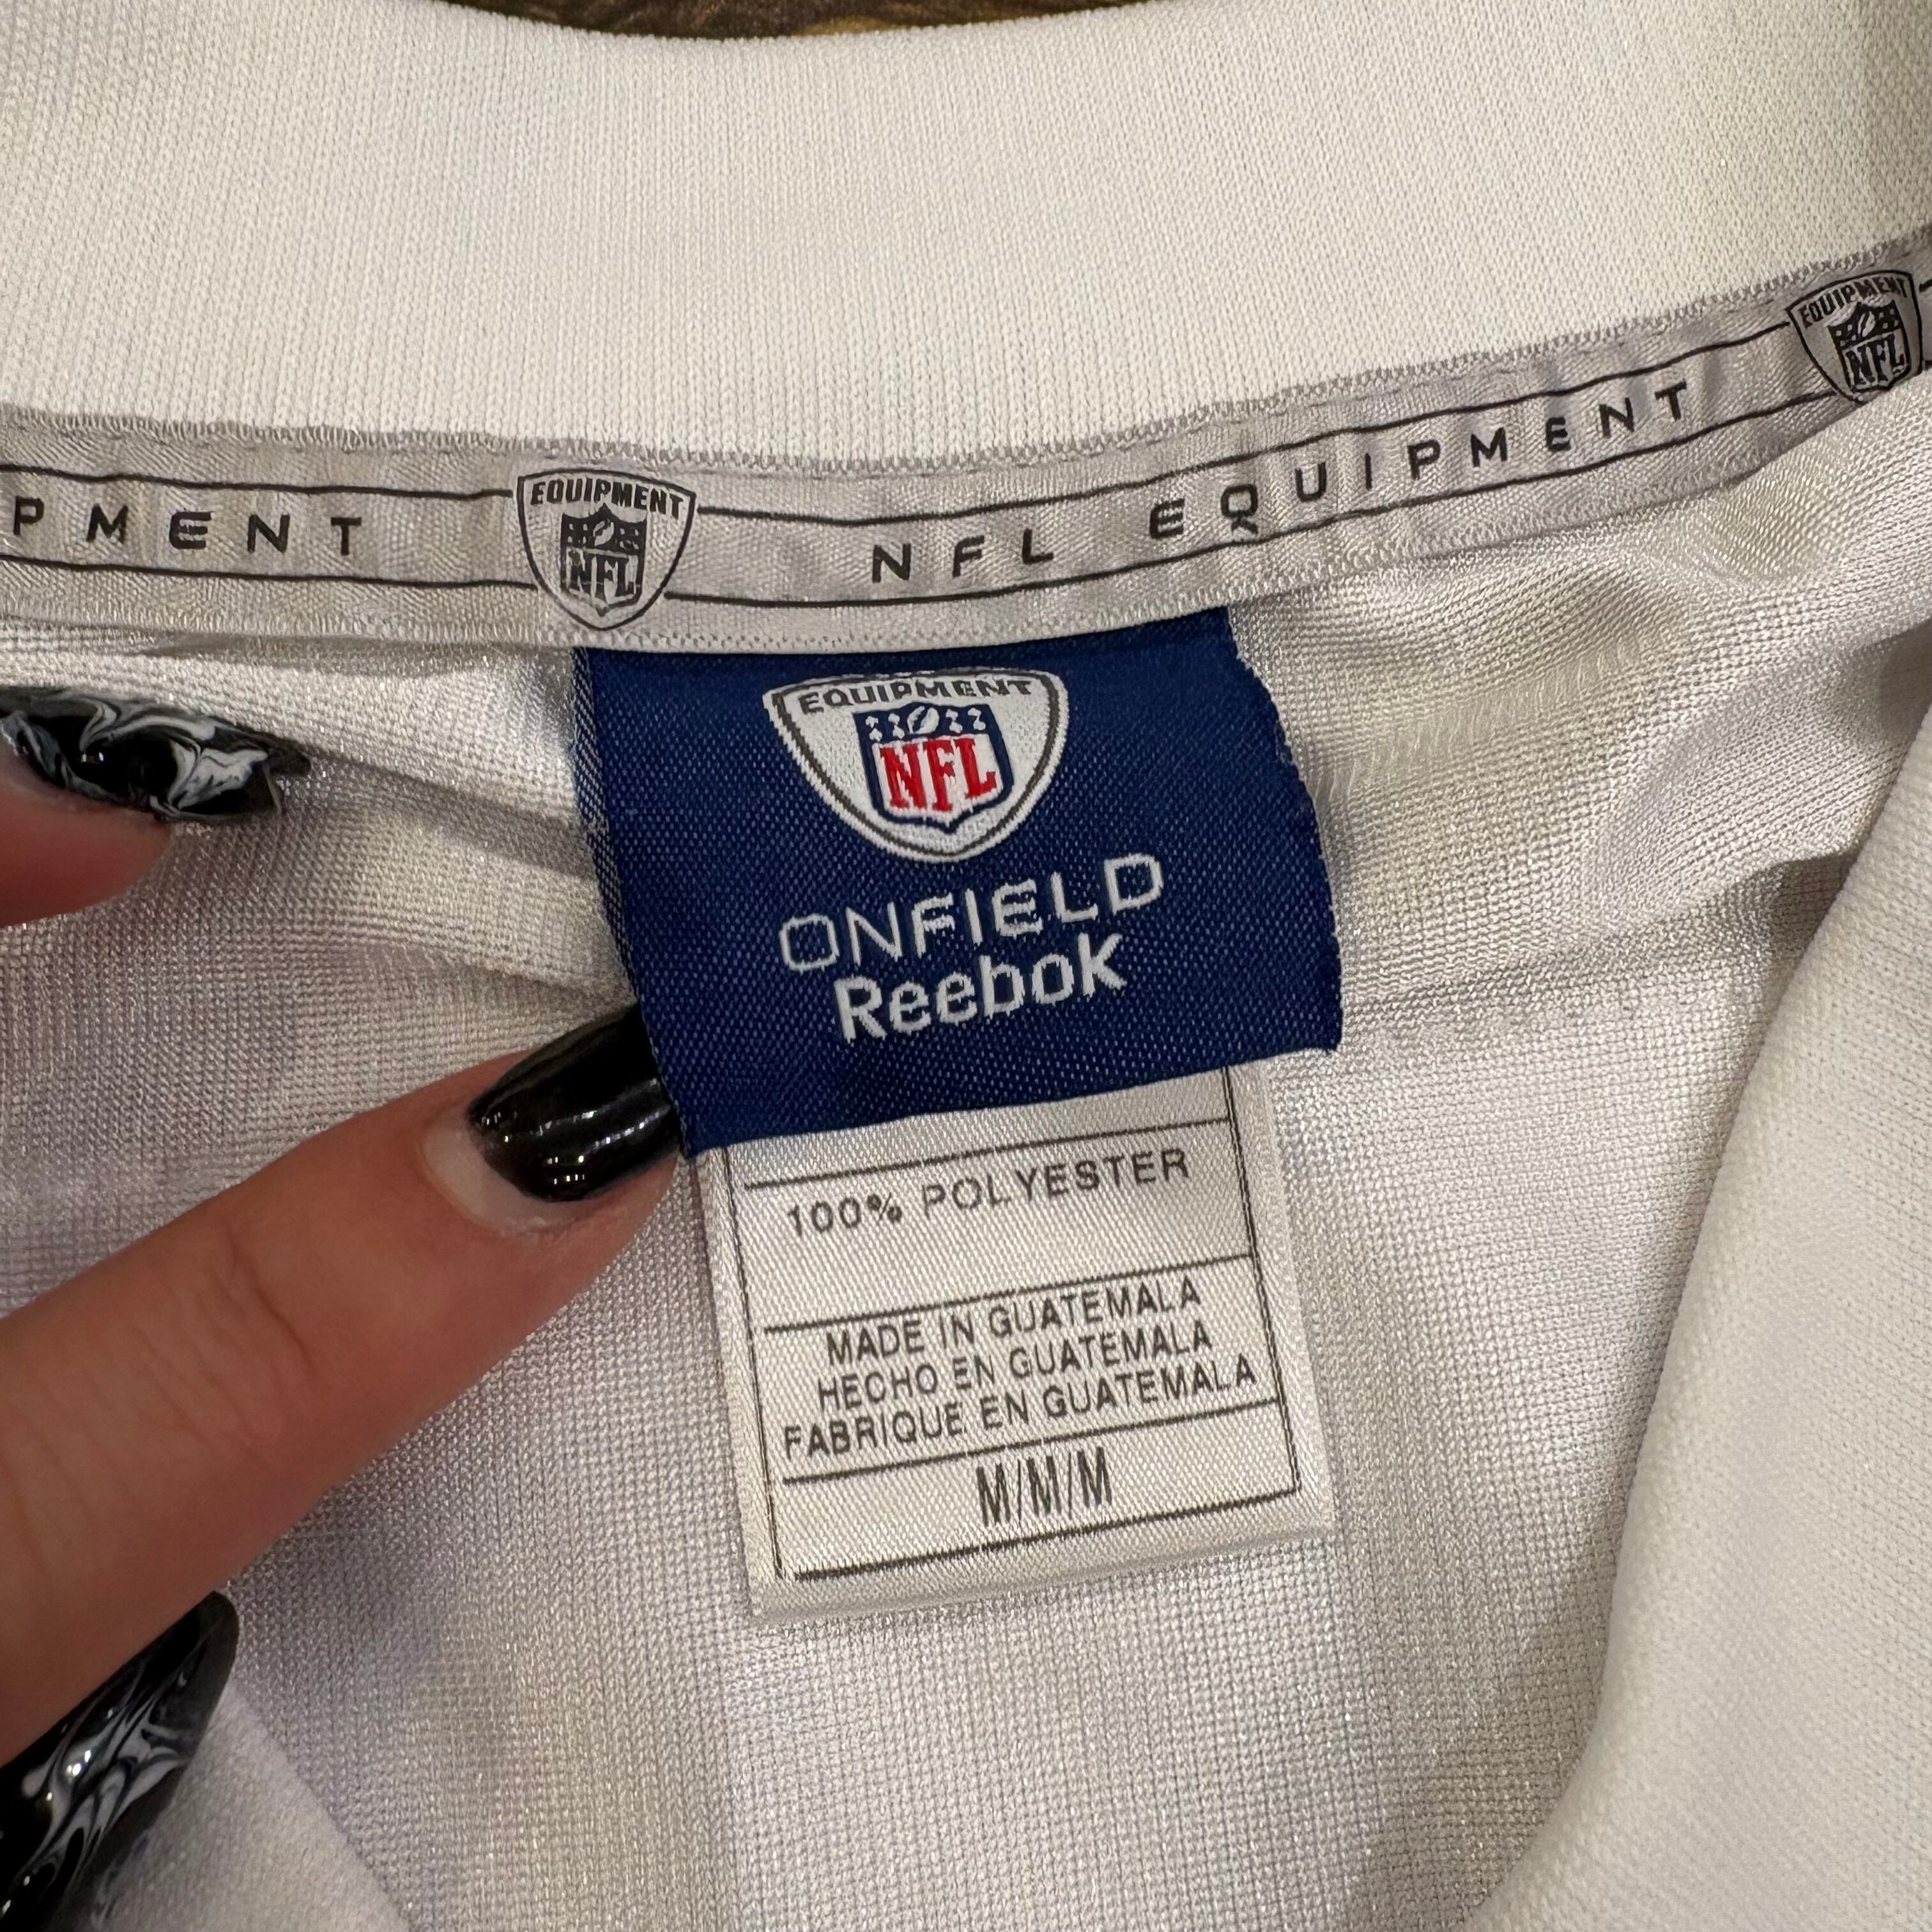 PMENT EQUIPMENT NFL NFL EQUIPMENT EQUIPMENT NFL
EQUIPMENT
NFL
ONFIELD
Reebok
100% POLYESTER
MADE IN GUATEMALA
HECHO EN GUATEMALA
FABRIQUE EN GUATEMALA
M/M/M